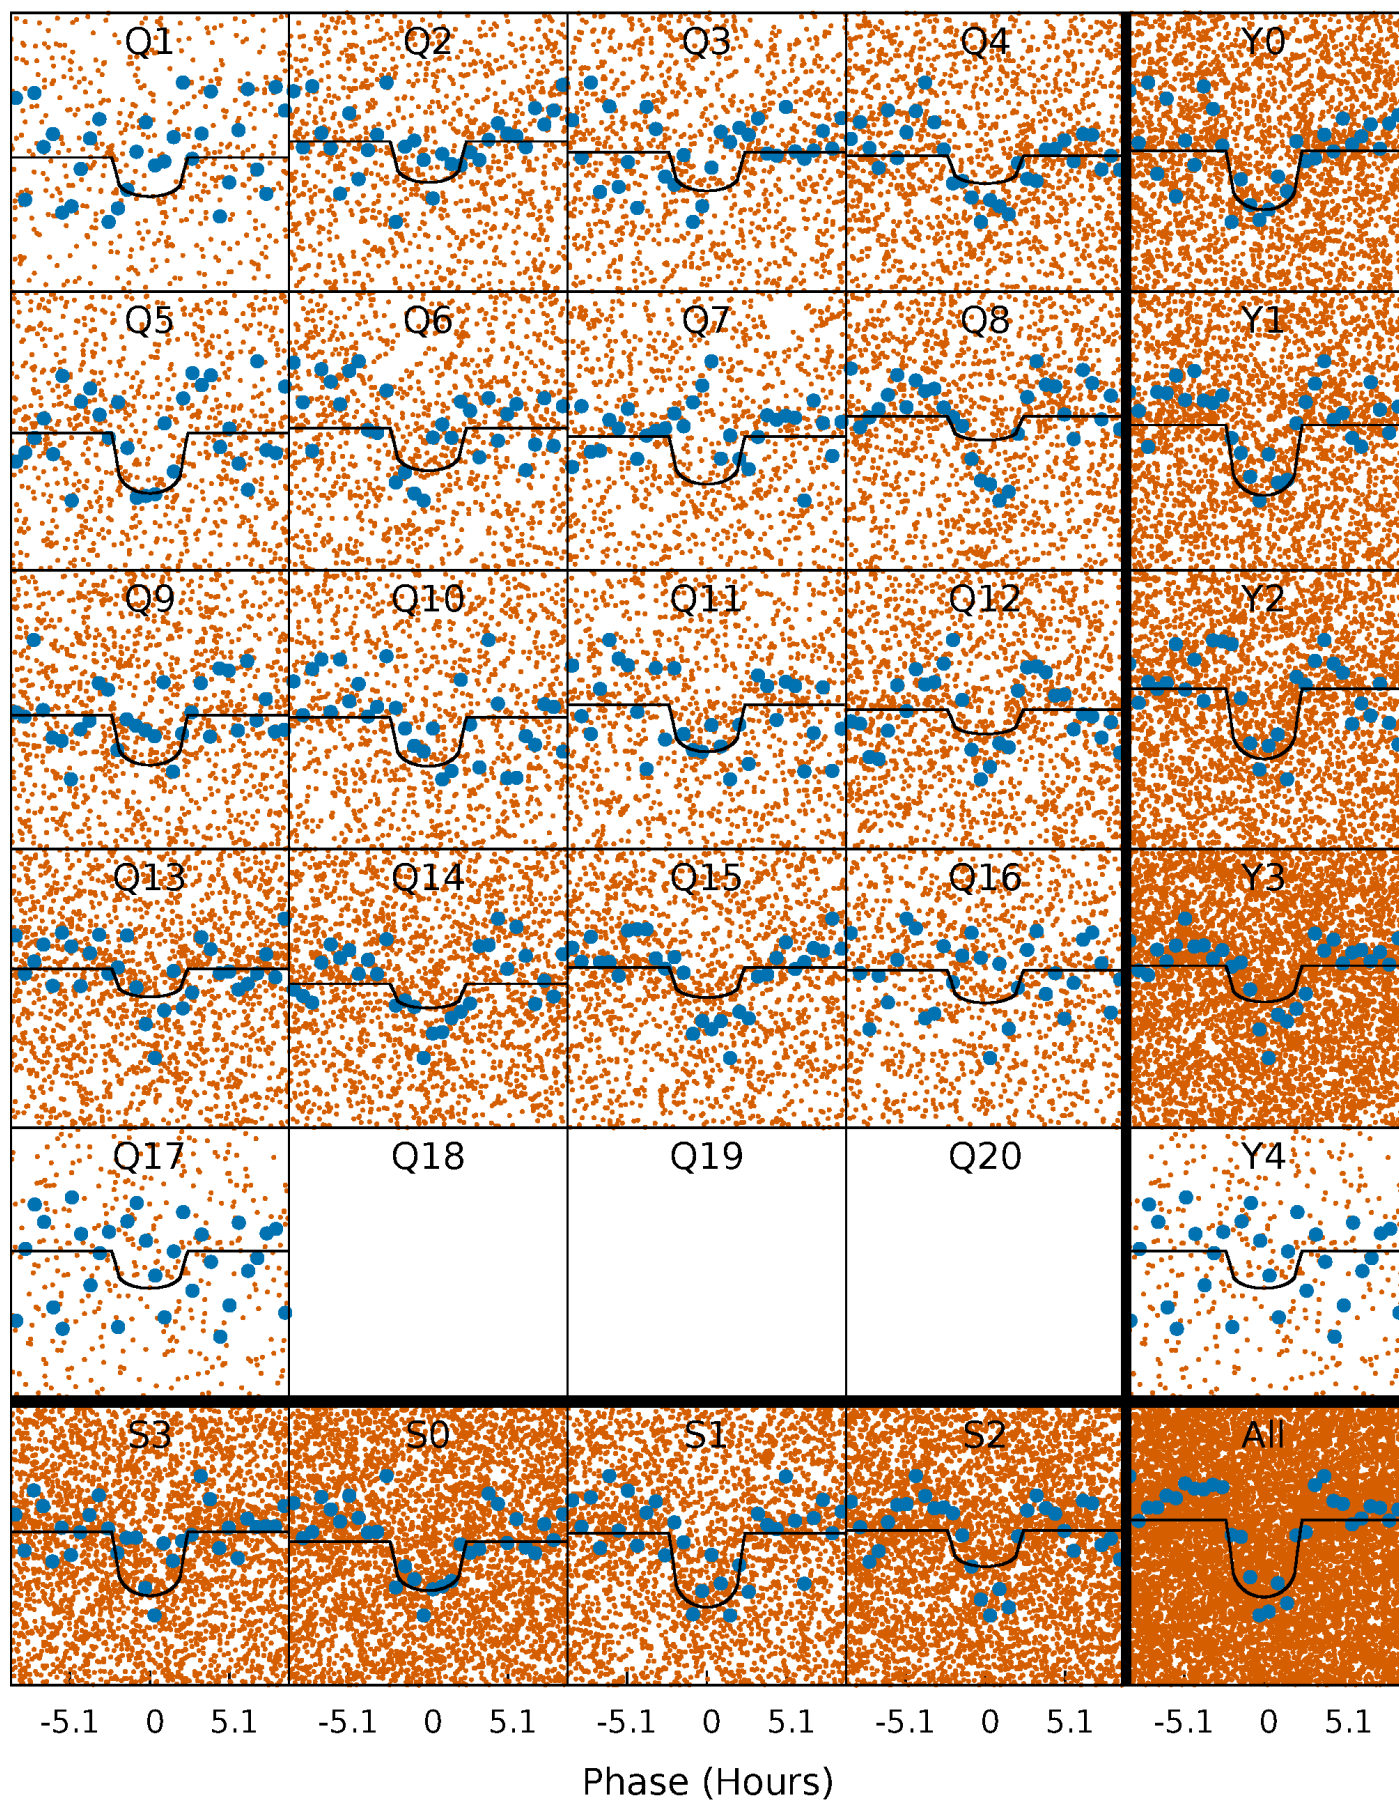 Q1 Q2 Q3 Q4 Y0
Q5 Q6 Q7 Q8 Y1
Q9 Q10 Q11 Q12 Y2
Q13 Q14 Q15 Q16 Y3
Q17 Q18 Q19 Q20 Y4
S3 S0 S1 S2 All
-5.1 0 5.1 -5.1 0 5.1 -5.1 0 5.1 -5.1 0 5.1 -5.1 0 5.1
Phase (Hours)